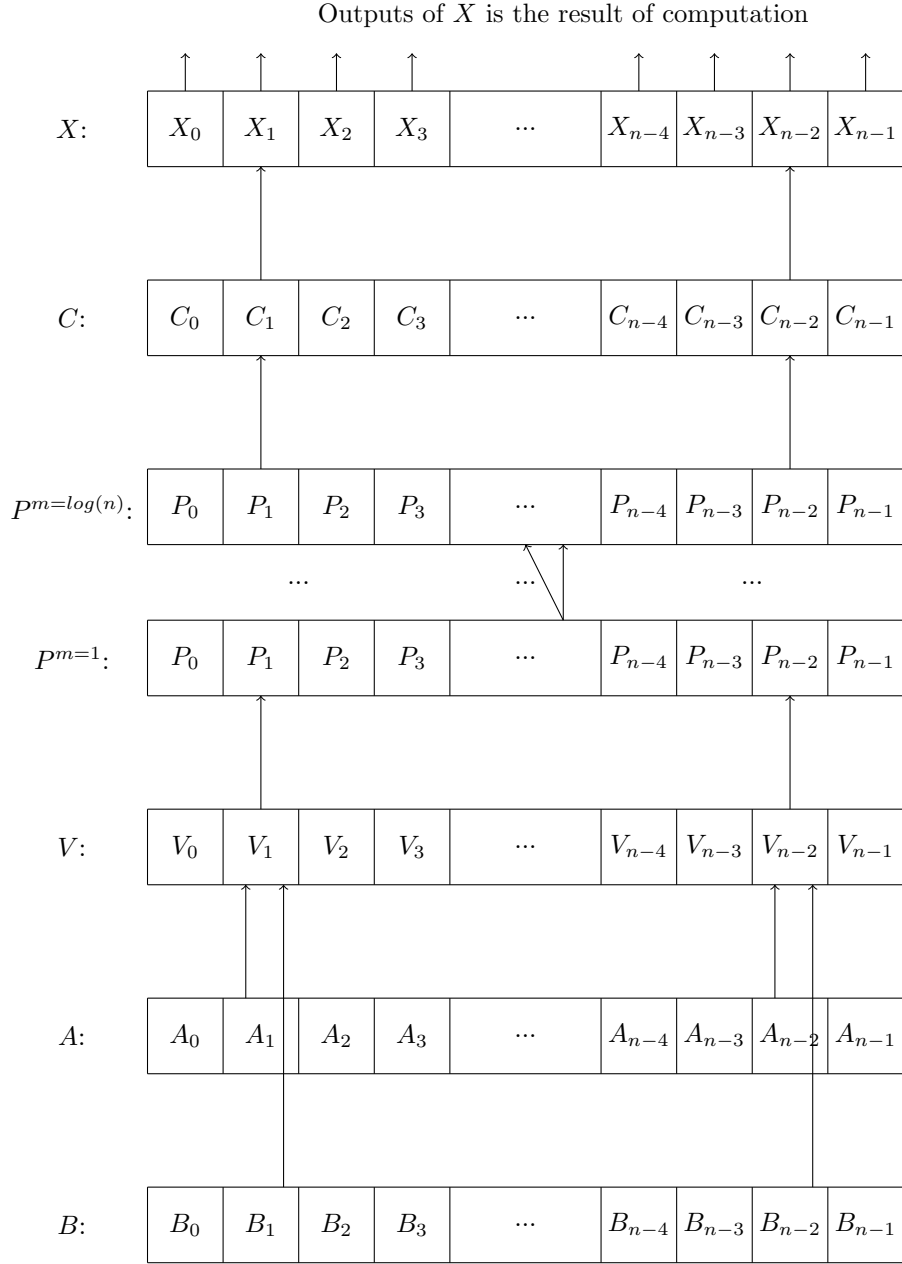 Outputs of X is the result of computation
X: X₀ X₁ X₂ X₃ ... Xₙ₋₄ Xₙ₋₃ Xₙ₋₂ Xₙ₋₁
C: C₀ C₁ C₂ C₃ ... Cₙ₋₄ Cₙ₋₃ Cₙ₋₂ Cₙ₋₁
P^{m=log(n)}: P₀ P₁ P₂ P₃ ... Pₙ₋₄ Pₙ₋₃ Pₙ₋₂ Pₙ₋₁
... ... ...
P^{m=1}: P₀ P₁ P₂ P₃ ... Pₙ₋₄ Pₙ₋₃ Pₙ₋₂ Pₙ₋₁
V: V₀ V₁ V₂ V₃ ... Vₙ₋₄ Vₙ₋₃ Vₙ₋₂ Vₙ₋₁
A: A₀ A₁ A₂ A₃ ... Aₙ₋₄ Aₙ₋₃ Aₙ₋₂ Aₙ₋₁
B: B₀ B₁ B₂ B₃ ... Bₙ₋₄ Bₙ₋₃ Bₙ₋₂ Bₙ₋₁